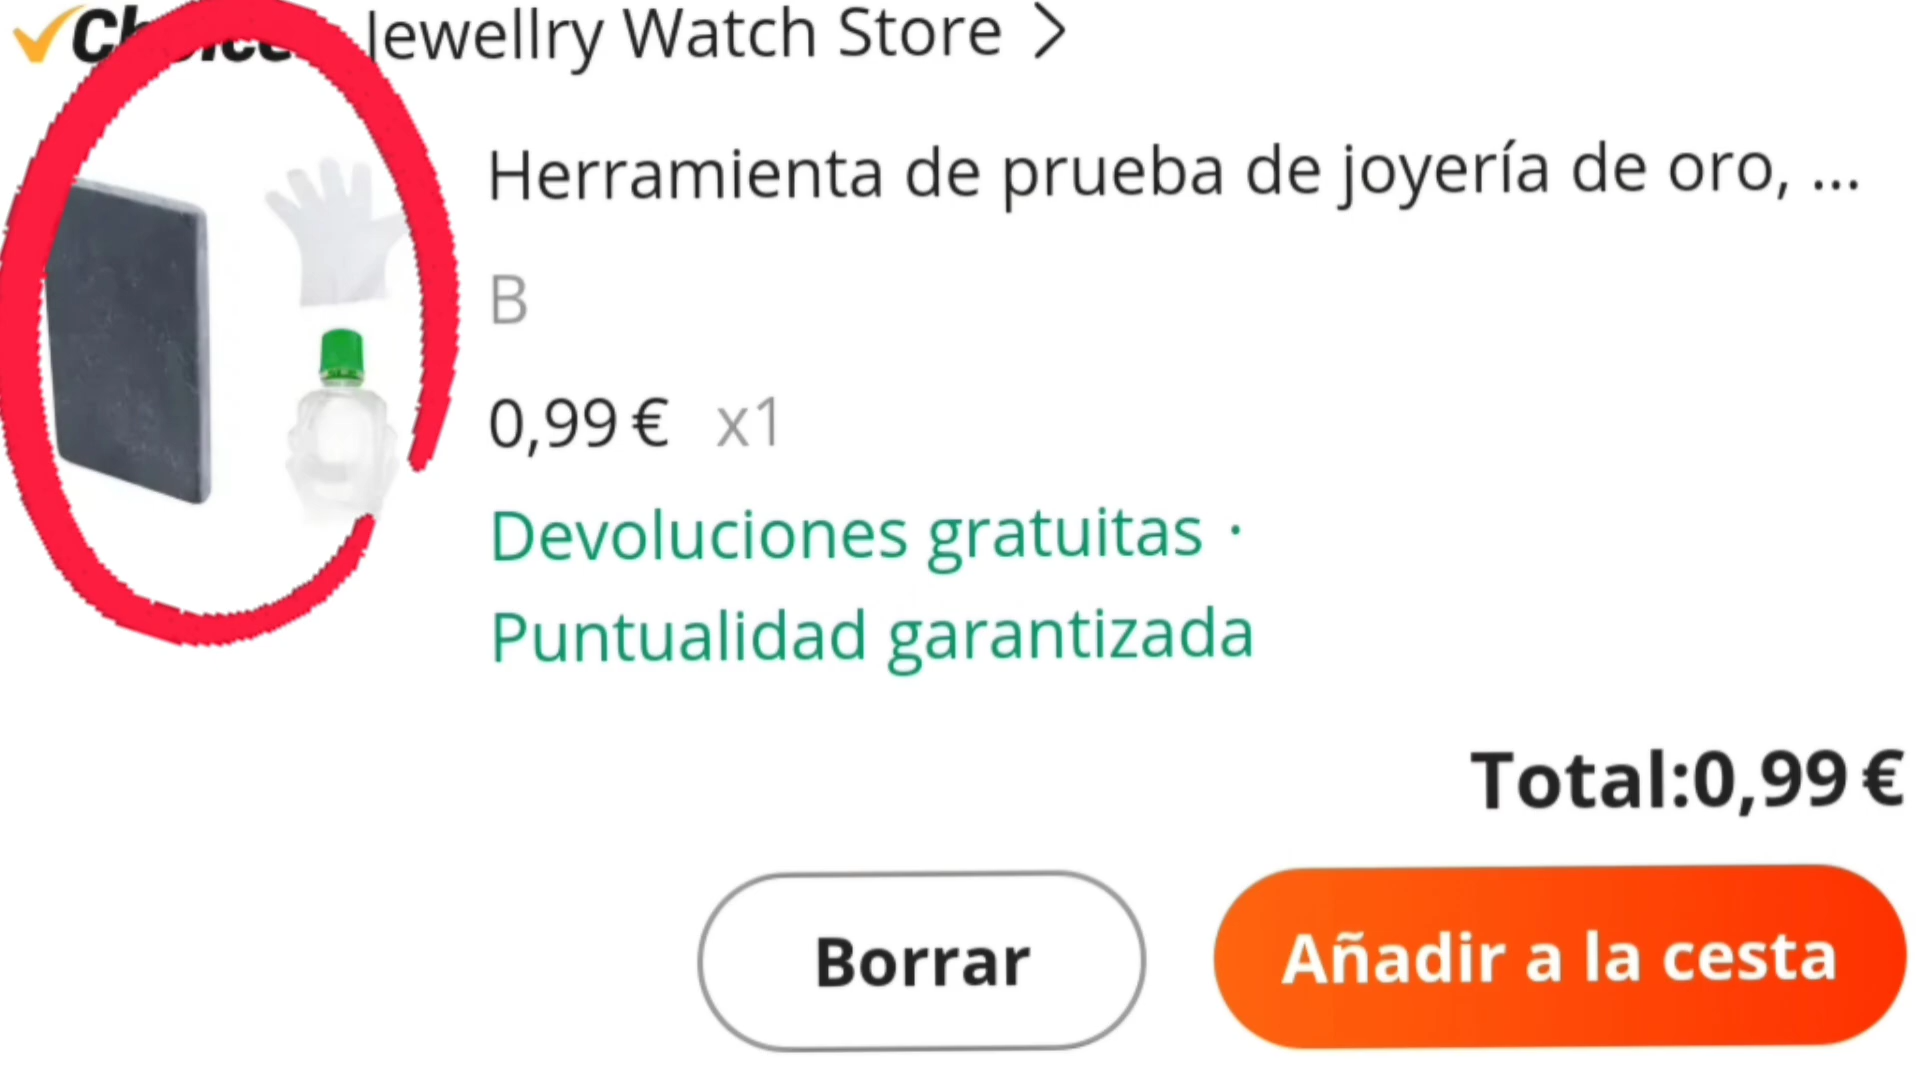 Choice
Jewellry Watch Store >
Herramienta de prueba de joyería de oro, ...
B
0,99 € x1
Devoluciones gratuitas ·
Puntualidad garantizada
Total:0,99 €
Borrar
Añadir a la cesta